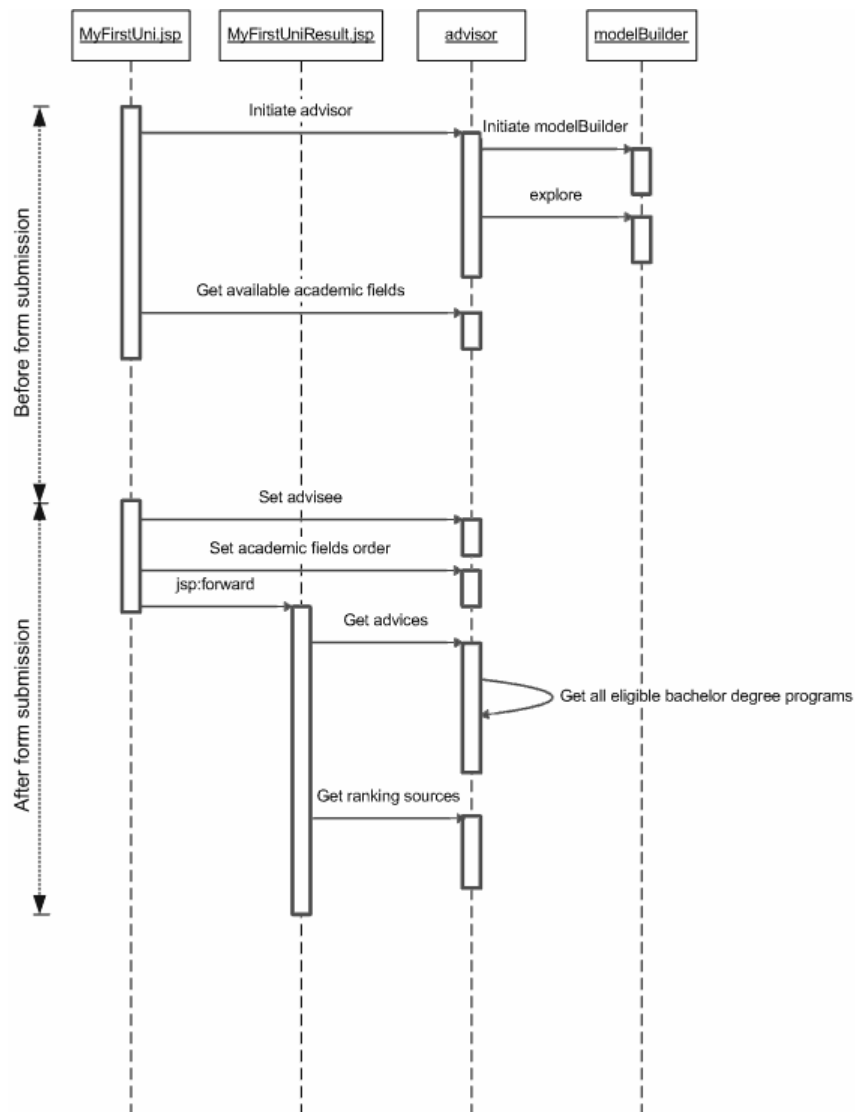 MyFirstUni.jsp
MyFirstUniResult.jsp
advisor
modelBuilder
Initiate advisor
Initiate modelBuilder
explore
Get available academic fields
Before form submission
Set advisee
Set academic fields order
jsp:forward
Get advices
Get all eligible bachelor degree programs
After form submission
Get ranking sources